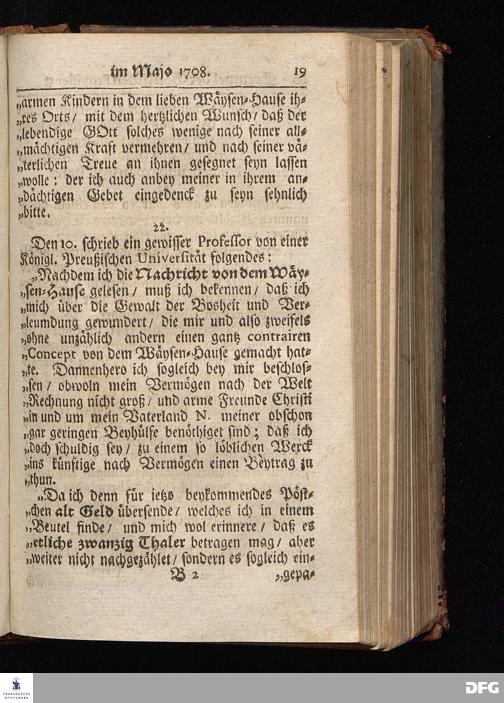 im Majo 1708. 19
„armen Kindern in dem lieben Wäysen-Hause ih-
„res Orts/ mit dem hertzlichen Wunsch/ daß der
„lebendige GOtt solches wenige nach seiner all-
„mächtigen Kraft vermehren/ und nach seiner vä-
„terlichen Treue an ihnen gesegnet seyn lassen
„wolle: der ich auch anbey meiner in ihrem an-
„dächtigen Gebet eingedenck zu seyn sehnlich
„bitte.
22.
Den 10. schrieb ein gewisser Professor von einer
Königl. Preußischen Universität folgendes:
„Nachdem ich die Nachricht von dem Wäy-
„sen-Hause gelesen/ muß ich bekennen/ daß ich
„mich über die Gewalt der Bosheit und Ver-
„leumdung gewundert/ die mir und also zweifels
„ohne unzählich andern einen gantz contrairen
„Concept von dem Wäysen-Hause gemacht hat-
„te. Dannenhero ich sogleich bey mir beschlos-
„sen/ obwoln mein Vermögen nach der Welt
„Rechnung nicht groß/ und arme Freunde Christi
„in und um mein Vaterland N. meiner obschon
„gar geringen Beyhülfe benöthiget sind; daß ich
„doch schuldig sey/ zu einem so löblichen Werck
„ins künftige nach Vermögen einen Beytrag zu
„thun.
„Da ich denn für ietzo beykommendes Pöst-
„chen alt Geld übersende/ welches ich in einem
„Beutel finde/ und mich wol erinnere/ daß es
„etliche zwanzig Thaler betragen mag/ aber
„weiter nicht nachgezählet/ sondern es sogleich ein-
B 2 „gepa-
FRANCKESCHE
STIFTUNGEN
DFG